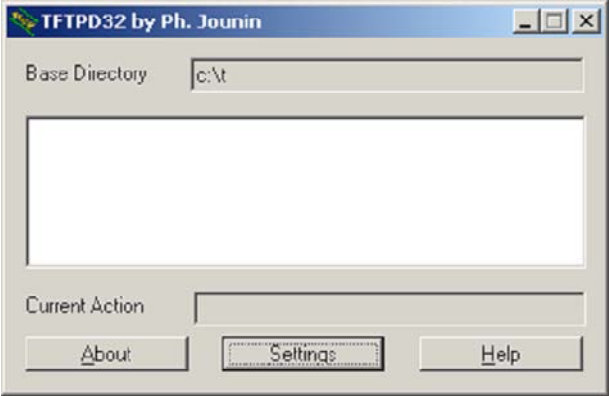 TFTPD32 by Ph. Jounin
Base Directory c:\t
Current Action
About Settings Help